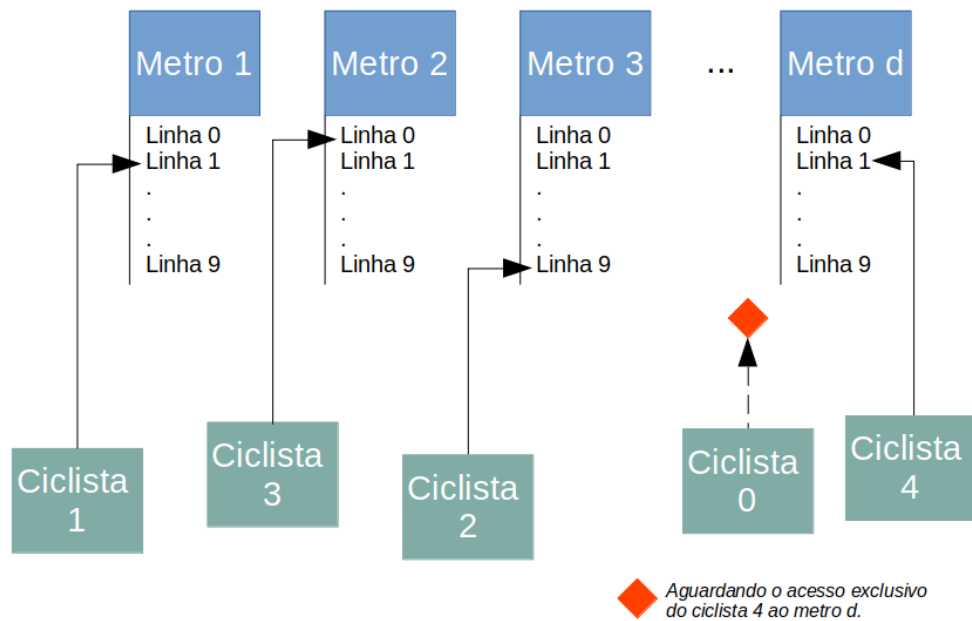 Metro 1
Metro 2
Metro 3
...
Metro d
Linha 0
Linha 1
.
.
.
Linha 9
Linha 0
Linha 1
.
.
.
Linha 9
Linha 0
Linha 1
.
.
.
Linha 9
Linha 0
Linha 1
.
.
.
Linha 9
Ciclista
1
Ciclista
3
Ciclista
2
Ciclista
0
Ciclista
4
Aguardando o acesso exclusivo
do ciclista 4 ao metro d.